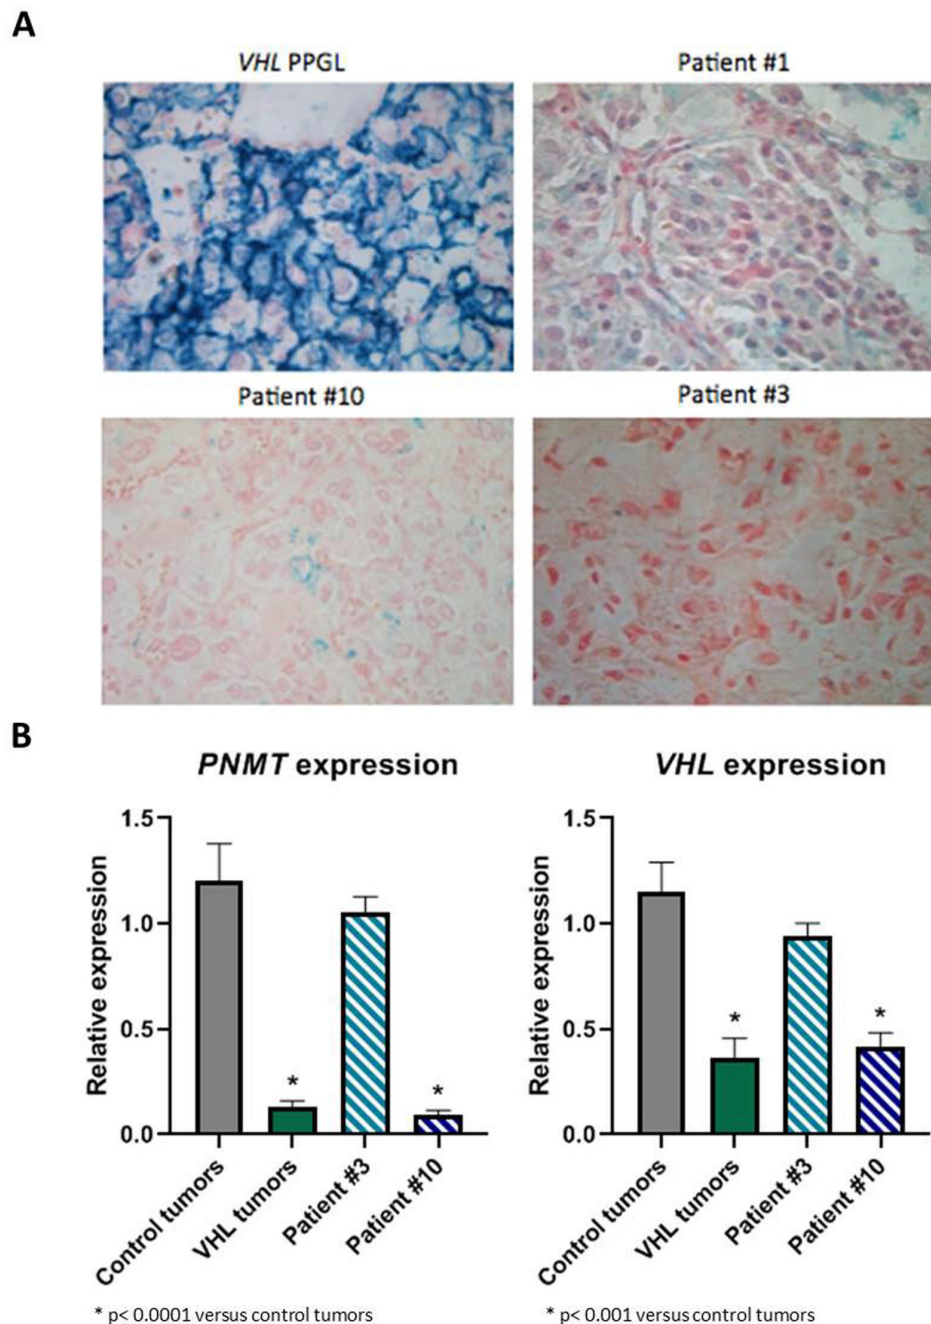 A
VHL PPGL
Patient #1
Patient #10
Patient #3
B
PNMT expression
VHL expression
Relative expression
1.5
1.0
0.5
0.0
Control tumors
VHL tumors
Patient #3
Patient #10
* p< 0.0001 versus control tumors
Relative expression
1.5
1.0
0.5
0.0
Control tumors
VHL tumors
Patient #3
Patient #10
* p< 0.001 versus control tumors